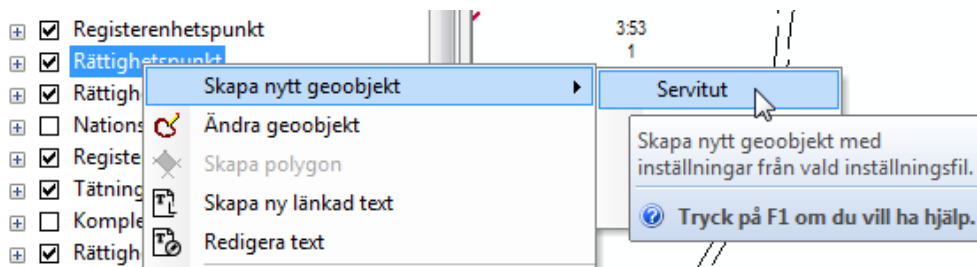 Registerenhetspunkt
Rättighetspunkt
Rättigh
Nations
Registe
Tätning
Komple
Rättigh
Skapa nytt geoobjekt
Ändra geoobjekt
Skapa polygon
Skapa ny länkad text
Redigera text
3:53
1
Servitut
Skapa nytt geoobjekt med
inställningar från vald inställningsfil.
Tryck på F1 om du vill ha hjälp.